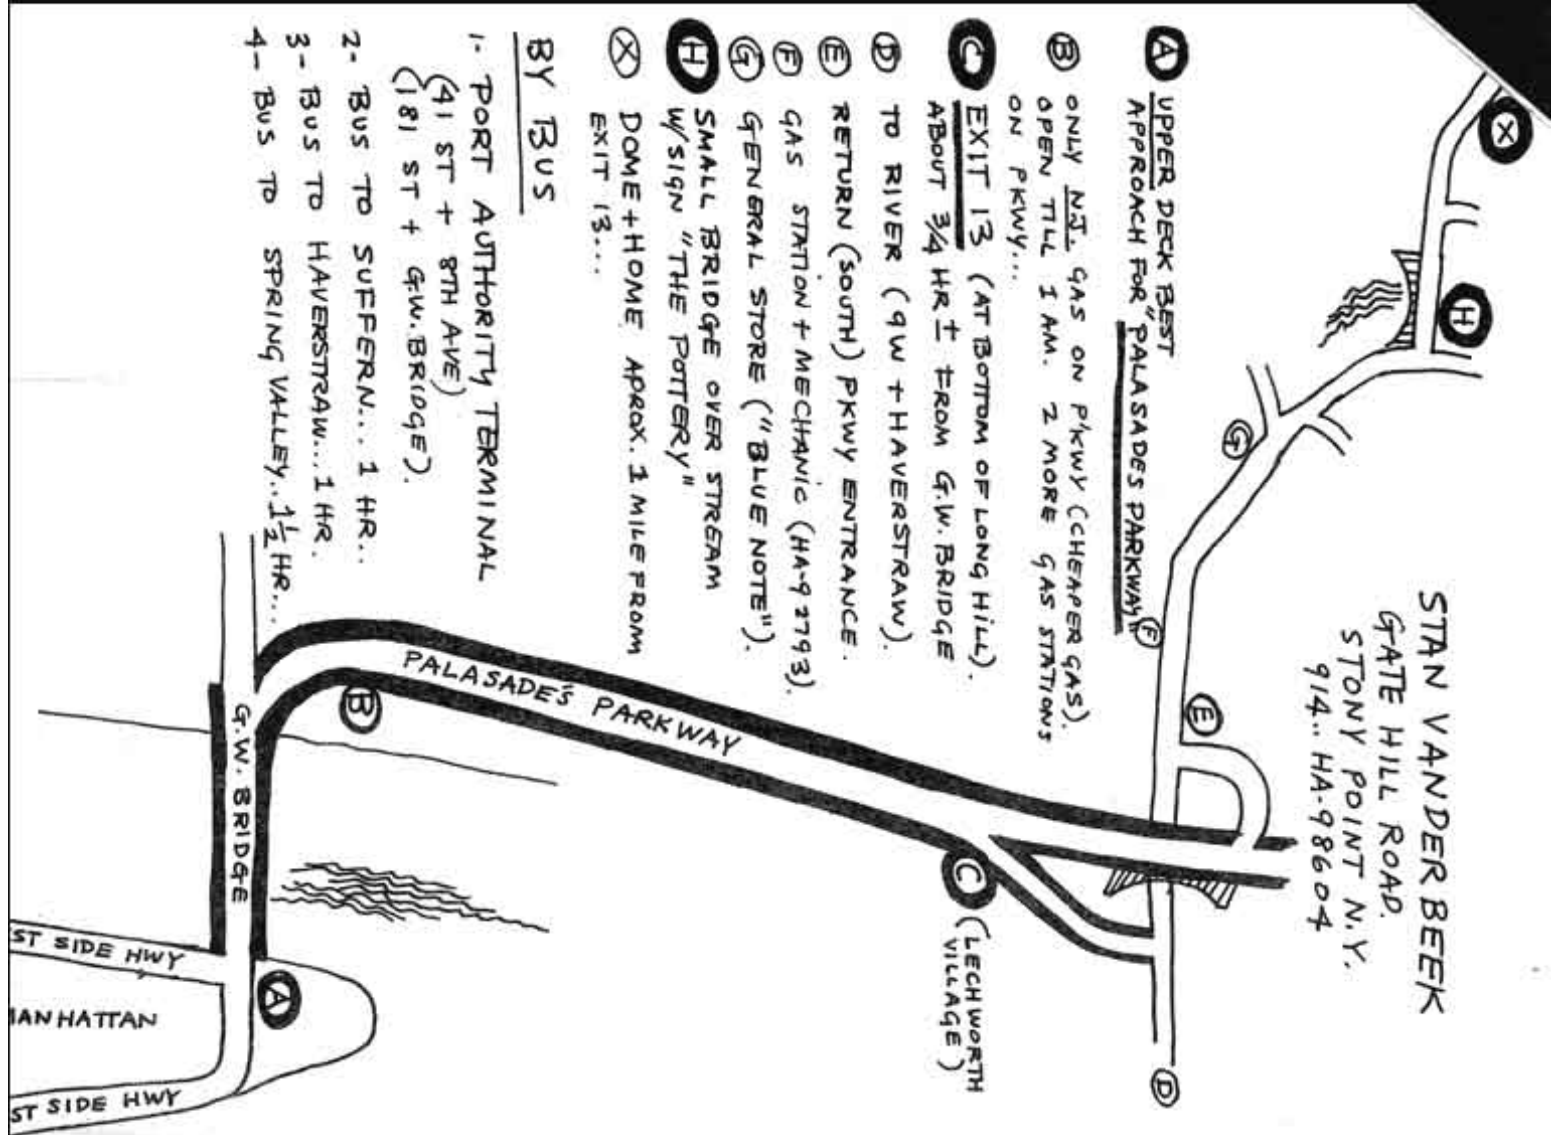 STAN VANDERBEEK
GATE HILL ROAD.
STONY POINT N.Y.
914.. HA-98604
A UPPER DECK BEST
APPROACH FOR "PALASADES PARKWAY"
B ONLY N.J. GAS ON P'KWY (CHEAPER GAS).
OPEN TILL 1 AM. 2 MORE GAS STATIONS
ON PKWY...
C EXIT 13 (AT BOTTOM OF LONG HILL).
ABOUT 3/4 HR ± FROM G.W. BRIDGE
D TO RIVER (9W + HAVERSTRAW).
E RETURN (SOUTH) PKWY ENTRANCE.
F GAS STATION + MECHANIC (HA-9 2793).
G GENERAL STORE ("BLUE NOTE").
H SMALL BRIDGE OVER STREAM
W/SIGN "THE POTTERY"
X DOME + HOME APROX. 1 MILE FROM
EXIT 13...
BY BUS
1- PORT AUTHORITY TERMINAL
(41 ST + 8TH AVE)
(181 ST + G.W. BRIDGE).
2- BUS TO SUFFERN... 1 HR..
3- BUS TO HAVERSTRAW... 1 HR.
4- BUS TO SPRING VALLEY.. 1 1/2 HR...
X
H
G
F
E
D
C
(LECHWORTH
VILLAGE)
PALASADE'S PARKWAY
B
G.W. BRIDGE
A
ST SIDE HWY
MANHATTAN
ST SIDE HWY